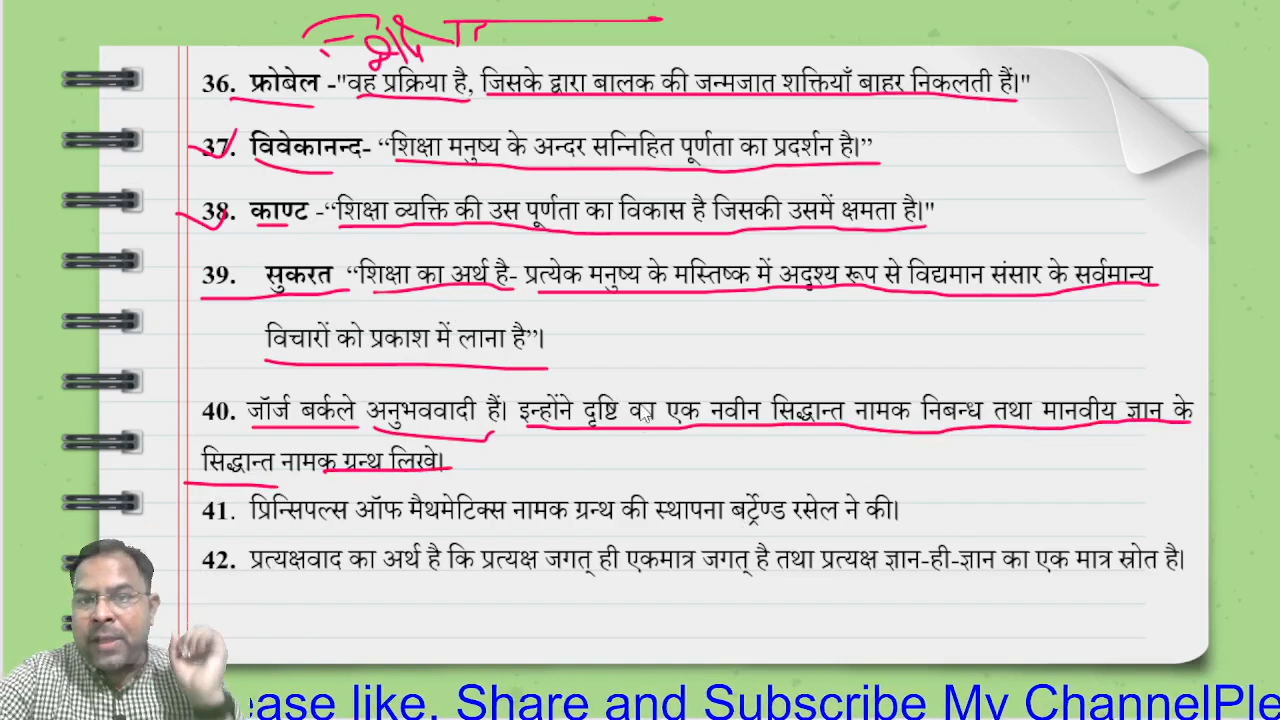 36. फ्रोबेल -"वह प्रक्रिया है, जिसके द्वारा बालक की जन्मजात शक्तियाँ बाहर निकलती हैं।"
37. विवेकानन्द- “शिक्षा मनुष्य के अन्दर सन्निहित पूर्णता का प्रदर्शन है।”
38. काण्ट -“शिक्षा व्यक्ति की उस पूर्णता का विकास है जिसकी उसमें क्षमता है।"
39. सुकरत “शिक्षा का अर्थ है- प्रत्येक मनुष्य के मस्तिष्क में अदृश्य रूप से विद्यमान संसार के सर्वमान्य
विचारों को प्रकाश में लाना है”।
40. जॉर्ज बर्कले अनुभववादी हैं। इन्होंने दृष्टि का एक नवीन सिद्धान्त नामक निबन्ध तथा मानवीय ज्ञान के
सिद्धान्त नामक ग्रन्थ लिखे।
41. प्रिन्सिपल्स ऑफ मैथमेटिक्स नामक ग्रन्थ की स्थापना बर्ट्रेण्ड रसेल ने की।
42. प्रत्यक्षवाद का अर्थ है कि प्रत्यक्ष जगत् ही एकमात्र जगत् है तथा प्रत्यक्ष ज्ञान-ही-ज्ञान का एक मात्र स्रोत है।
ease like, Share and Subscribe My Channel Ple